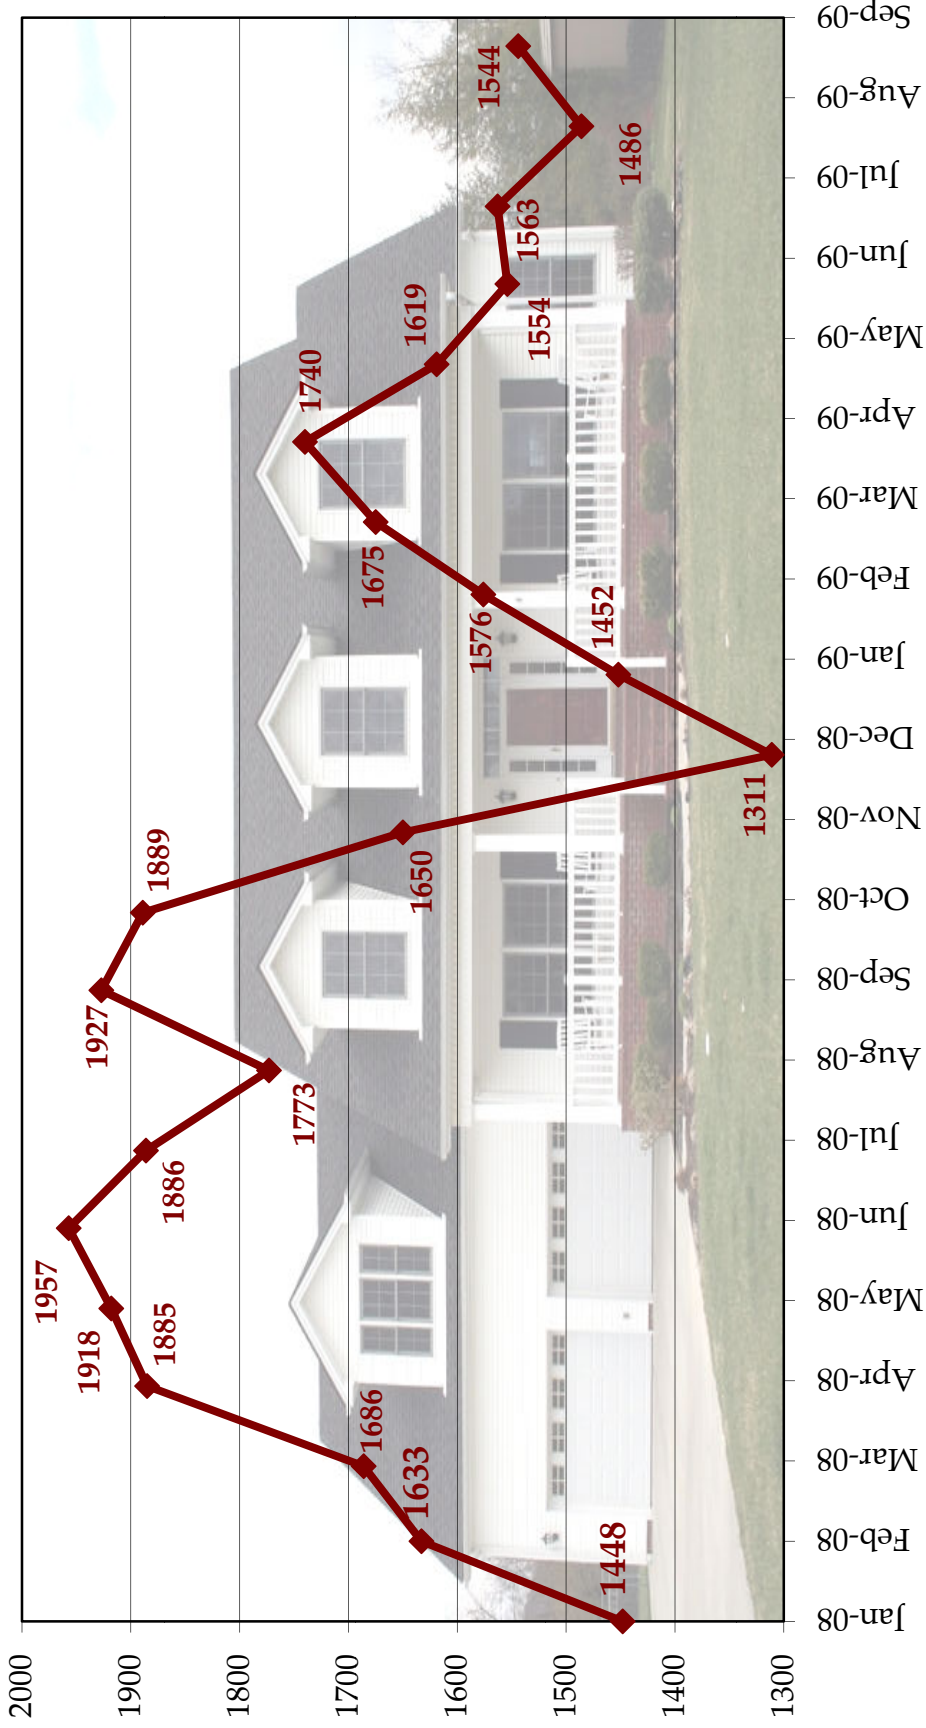 2000
1900
1800
1700
1600
1500
1400
1300
1448
1633
1686
1885
1918
1957
1886
1773
1927
1889
1650
1311
1452
1576
1675
1740
1619
1554
1563
1486
1544
Jan-08
Feb-08
Mar-08
Apr-08
May-08
Jun-08
Jul-08
Aug-08
Sep-08
Oct-08
Nov-08
Dec-08
Jan-09
Feb-09
Mar-09
Apr-09
May-09
Jun-09
Jul-09
Aug-09
Sep-09